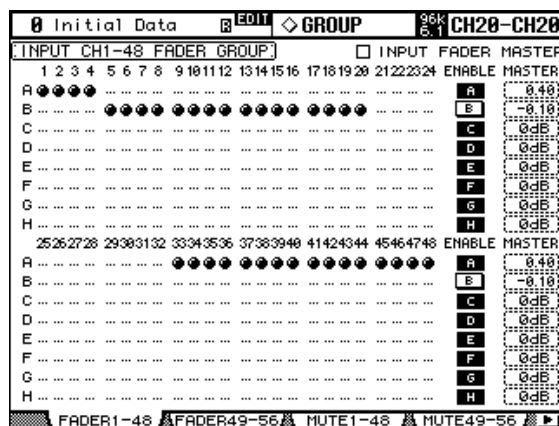 0 Initial Data EDIT GROUP 96k 6.1 CH20-CH20
INPUT CH1-48 FADER GROUP INPUT FADER MASTER
1 2 3 4 5 6 7 8 9 10 11 12 13 14 15 16 17 18 19 20 21 22 23 24 ENABLE MASTER
A A 0.40
B B -0.10
C C 0dB
D D 0dB
E E 0dB
F F 0dB
G G 0dB
H H 0dB
25 26 27 28 29 30 31 32 33 34 35 36 37 38 39 40 41 42 43 44 45 46 47 48 ENABLE MASTER
A A 0.40
B B -0.10
C C 0dB
D D 0dB
E E 0dB
F F 0dB
G G 0dB
H H 0dB
FADER1-48 FADER49-56 MUTE1-48 MUTE49-56